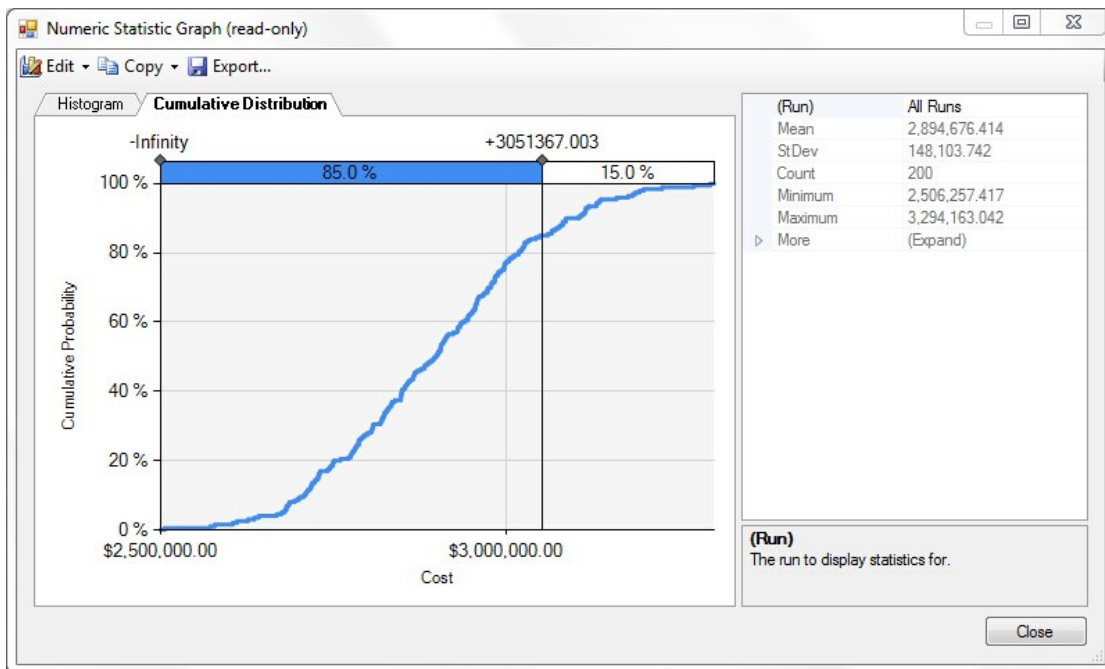 Numeric Statistic Graph (read-only)
Edit Copy Export...
Histogram Cumulative Distribution
-Infinity +3051367.003
85.0 % 15.0 %
100 %
80 %
60 %
40 %
20 %
0 %
Cumulative Probability
$2,500,000.00 $3,000,000.00
Cost
(Run) All Runs
Mean 2,894,676.414
StDev 148,103.742
Count 200
Minimum 2,506,257.417
Maximum 3,294,163.042
More (Expand)
(Run)
The run to display statistics for.
Close